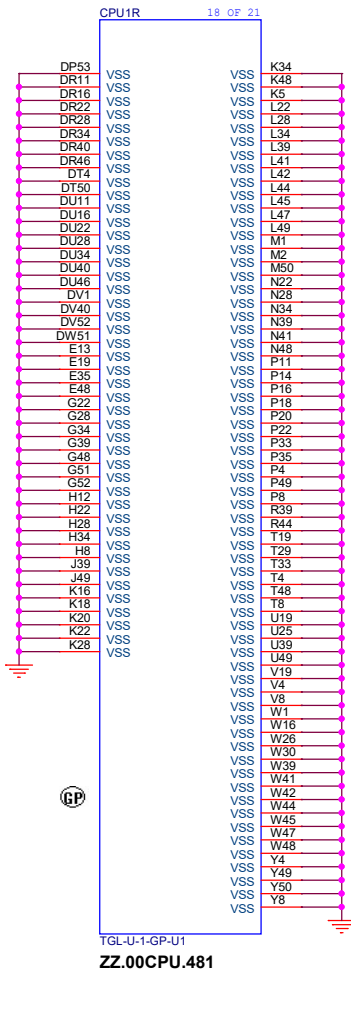 CPU1R 18 OF 21
DP53 VSS VSS K34
DR11 VSS VSS K48
DR16 VSS VSS K5
DR22 VSS VSS L22
DR28 VSS VSS L28
DR34 VSS VSS L34
DR40 VSS VSS L39
DR46 VSS VSS L41
DT4 VSS VSS L42
DT50 VSS VSS L44
DU11 VSS VSS L45
DU16 VSS VSS L47
DU22 VSS VSS L49
DU28 VSS VSS M1
DU34 VSS VSS M2
DU40 VSS VSS M50
DU46 VSS VSS N22
DV1 VSS VSS N28
DV40 VSS VSS N34
DV52 VSS VSS N39
DW51 VSS VSS N41
E13 VSS VSS N48
E19 VSS VSS P11
E35 VSS VSS P14
E48 VSS VSS P16
G22 VSS VSS P18
G28 VSS VSS P20
G34 VSS VSS P22
G39 VSS VSS P33
G48 VSS VSS P35
G51 VSS VSS P4
G52 VSS VSS P49
H12 VSS VSS P8
H22 VSS VSS R39
H28 VSS VSS R44
H34 VSS VSS T19
H8 VSS VSS T29
J39 VSS VSS T33
J49 VSS VSS T4
K16 VSS VSS T48
K18 VSS VSS T8
K20 VSS VSS U19
K22 VSS VSS U25
K28 VSS VSS U39
VSS U49
VSS V19
VSS V4
VSS V8
VSS W1
VSS W16
VSS W26
VSS W30
VSS W39
VSS W41
GP VSS W42
VSS W44
VSS W45
VSS W47
VSS W48
VSS Y4
VSS Y49
VSS Y50
VSS Y8
TGL-U-1-GP-U1
ZZ.00CPU.481